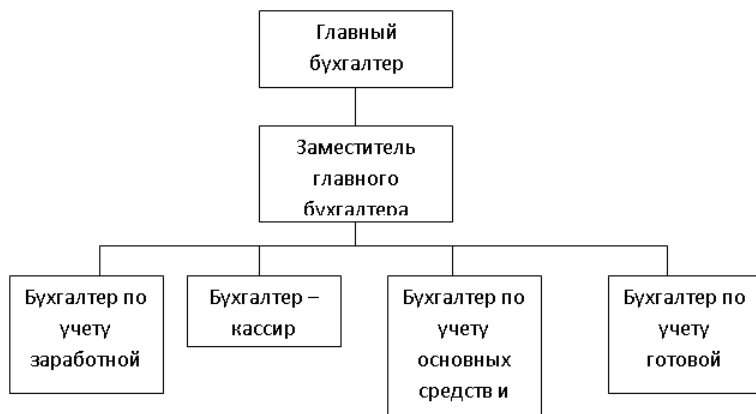 Главный
бухгалтер
Заместитель
главного
бухгалтера
Бухгалтер по
учету
заработной
Бухгалтер –
кассир
Бухгалтер по
учету
основных
средств и
Бухгалтер по
учету
готовой